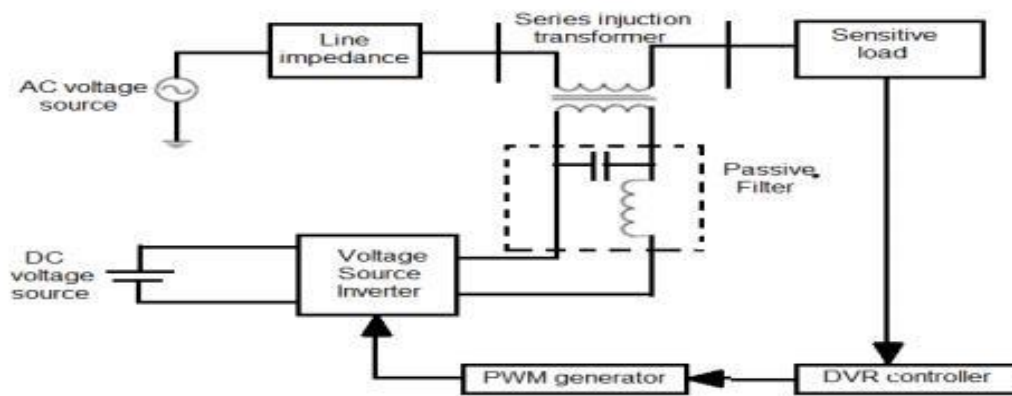 Series injuction
transformer
Line
impedance
Sensitive
load
AC voltage
source
Passive
Filter
DC
voltage
source
Voltage
Source
Inverter
PWM generator
DVR controller